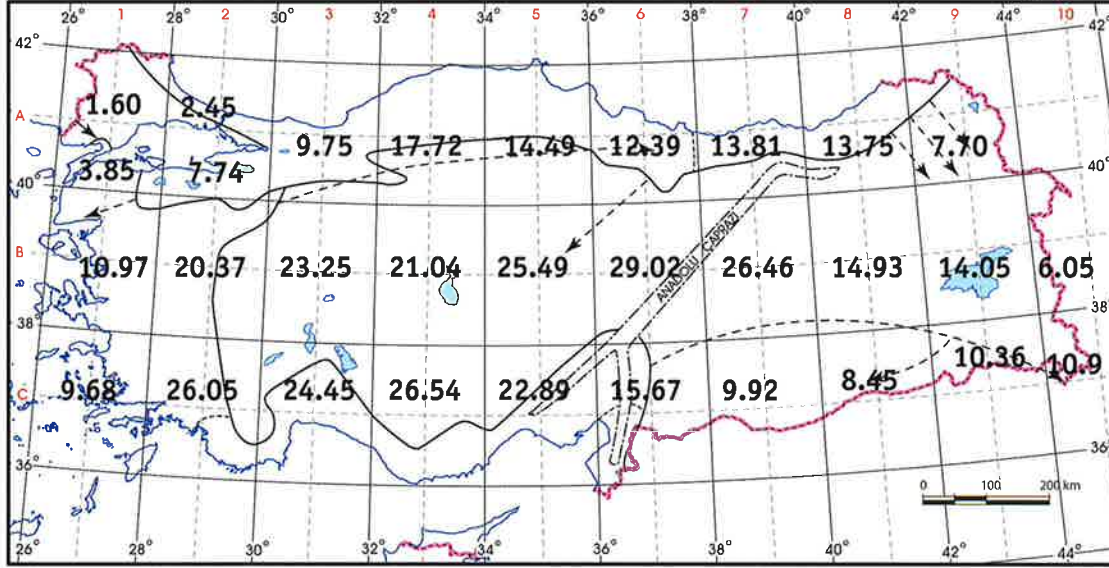 1 2 3 4 5 6 7 8 9 10
26° 28° 30° 32° 34° 36° 38° 40° 42° 44°
42° 42°
A 1.60 2.45
9.75 17.72 14.49 12.39 13.81 13.75 7.70
3.85 7.74
40° 40°
ANADOLU ÇAPRAZI
B 10.97 20.37 23.25 21.04 25.49 29.02 26.46 14.93 14.05 6.05
38° 38°
C 9.68 26.05 24.45 26.54 22.89 15.67 9.92 8.45 10.36 10.9
36° 36°
0 100 200 km
26° 28° 30° 32° 34° 36° 38° 40° 42° 44°